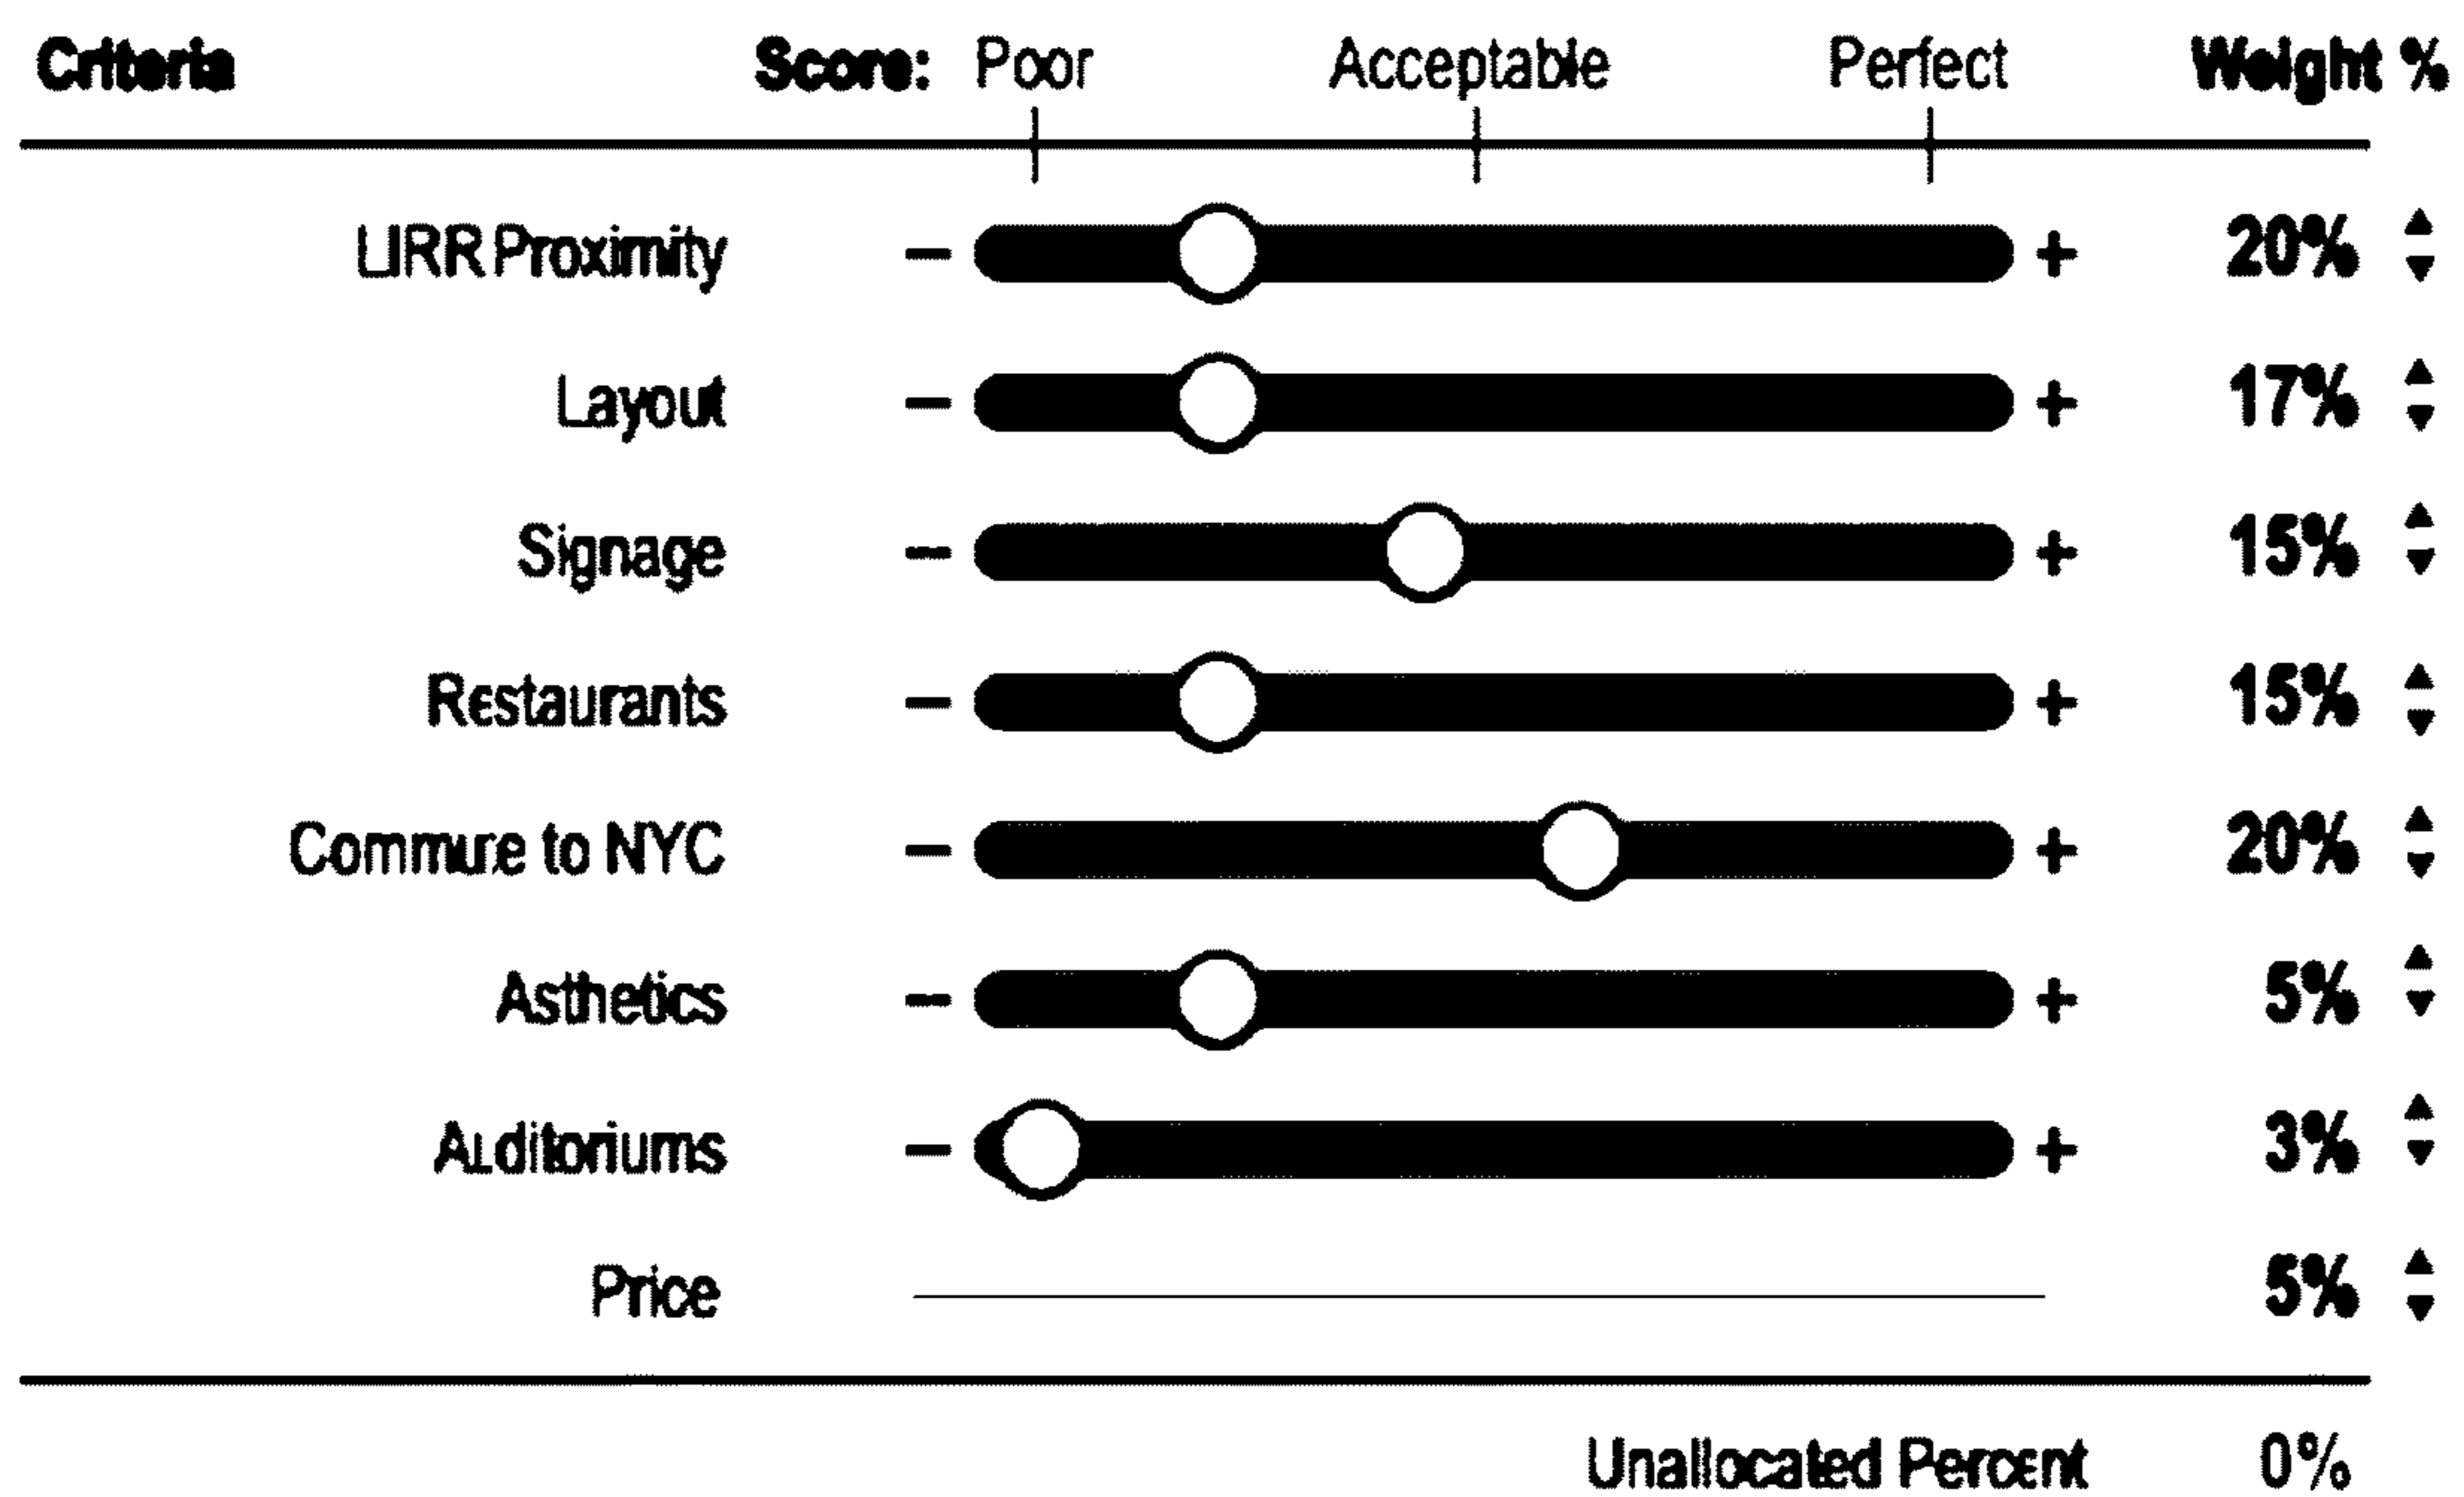 Criteria Score: Poor Acceptable Perfect Weight %
LIRR Proximity - + 20%
Layout - + 17%
Signage - + 15%
Restaurants - + 15%
Commure to NYC - + 20%
Asthetics - + 5%
Auditoriums - + 3%
Price 5%
Unallocated Percent 0%